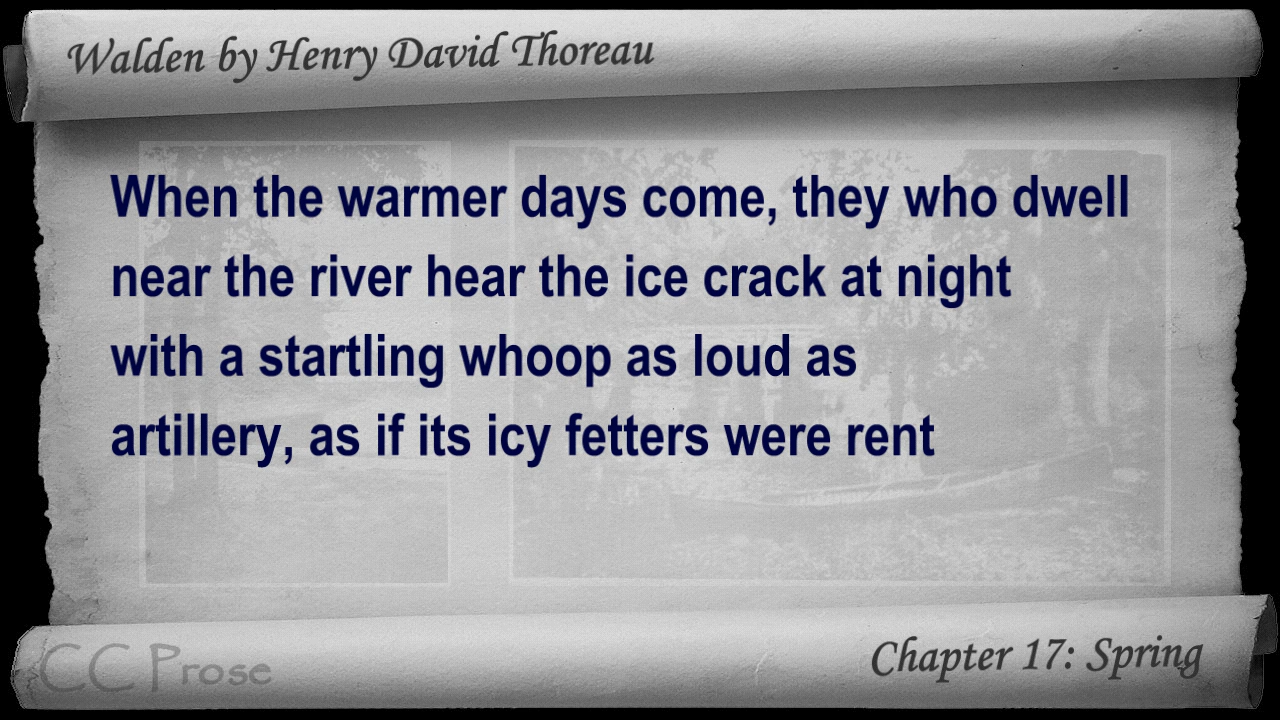 Walden by Henry David Thoreau
When the warmer days come, they who dwell
near the river hear the ice crack at night
with a startling whoop as loud as
artillery, as if its icy fetters were rent
CC Prose
Chapter 17: Spring